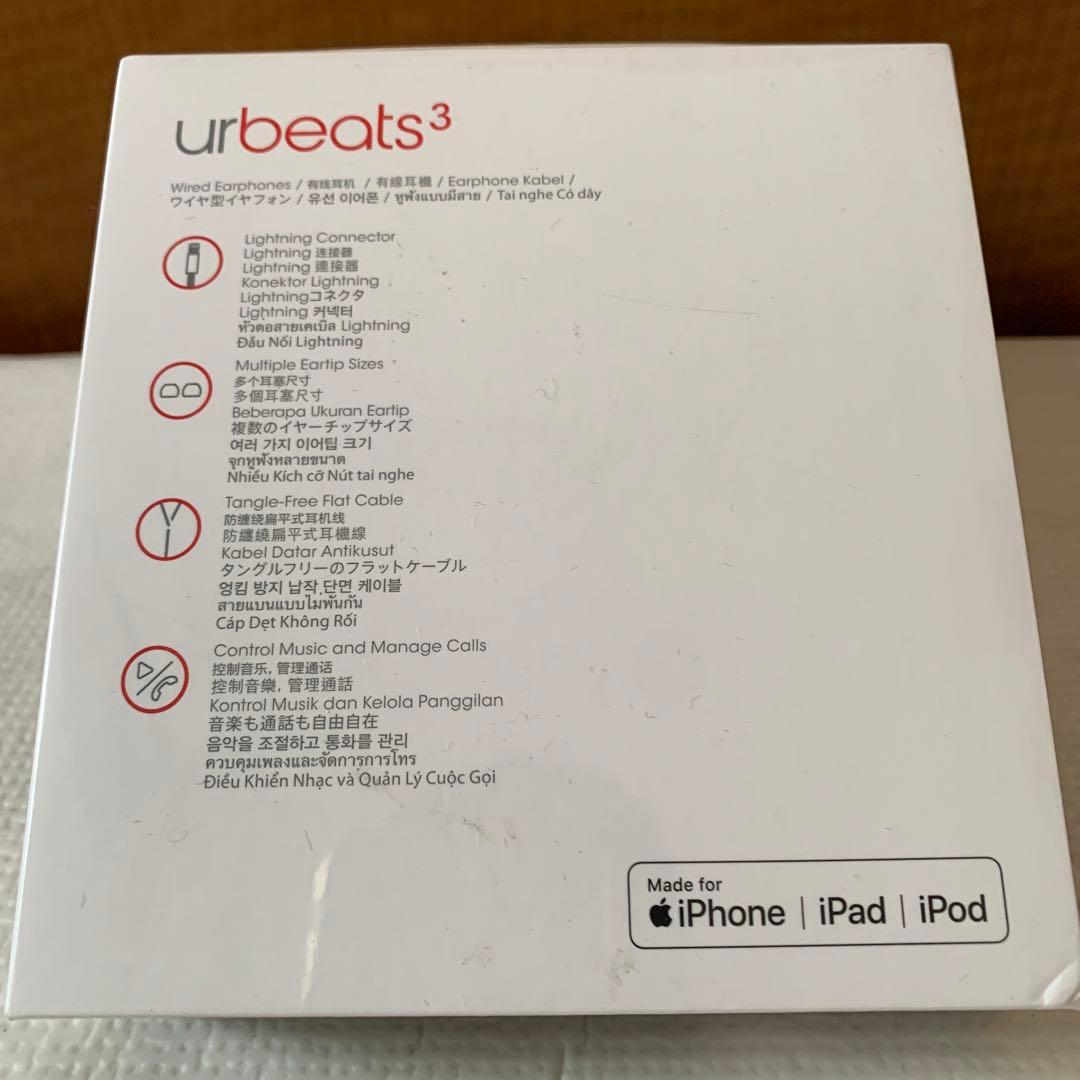 urbeats³
Wired Earphones / 有线耳机 / 有線耳機 / Earphone Kabel /
ワイヤ型イヤフォン / 유선 이어폰 / หูฟังแบบมีสาย / Tai nghe Có dây
Lightning Connector
Lightning 连接器
Lightning 連接器
Konektor Lightning
Lightningコネクタ
Lightning 커넥터
หัวต่อสายเคเบิล Lightning
Đầu Nối Lightning
Multiple Eartip Sizes
多个耳塞尺寸
多個耳塞尺寸
Beberapa Ukuran Eartip
複数のイヤーチップサイズ
여러 가지 이어팁 크기
จุกหูฟังหลายขนาด
Nhiều Kích cỡ Nút tai nghe
Tangle-Free Flat Cable
防缠绕扁平式耳机线
防纏繞扁平式耳機線
Kabel Datar Antikusut
タングルフリーのフラットケーブル
엉킴 방지 납작 단면 케이블
สายแบนแบบไม่พันกัน
Cáp Dẹt Không Rối
Control Music and Manage Calls
控制音乐, 管理通话
控制音樂, 管理通話
Kontrol Musik dan Kelola Panggilan
音楽も通話も自由自在
음악을 조절하고 통화를 관리
ควบคุมเพลงและจัดการการโทร
Điều Khiển Nhạc và Quản Lý Cuộc Gọi
Made for
iPhone | iPad | iPod